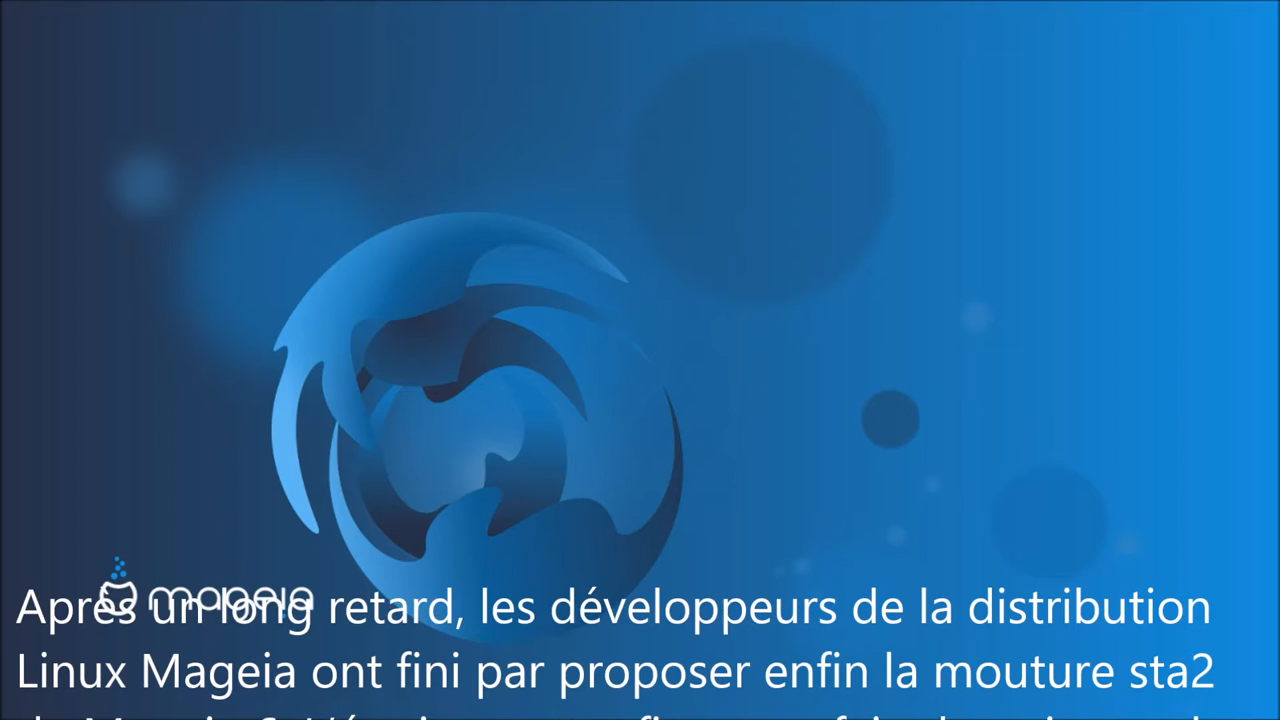 mageia
Après un long retard, les développeurs de la distribution
Linux Mageia ont fini par proposer enfin la mouture sta2